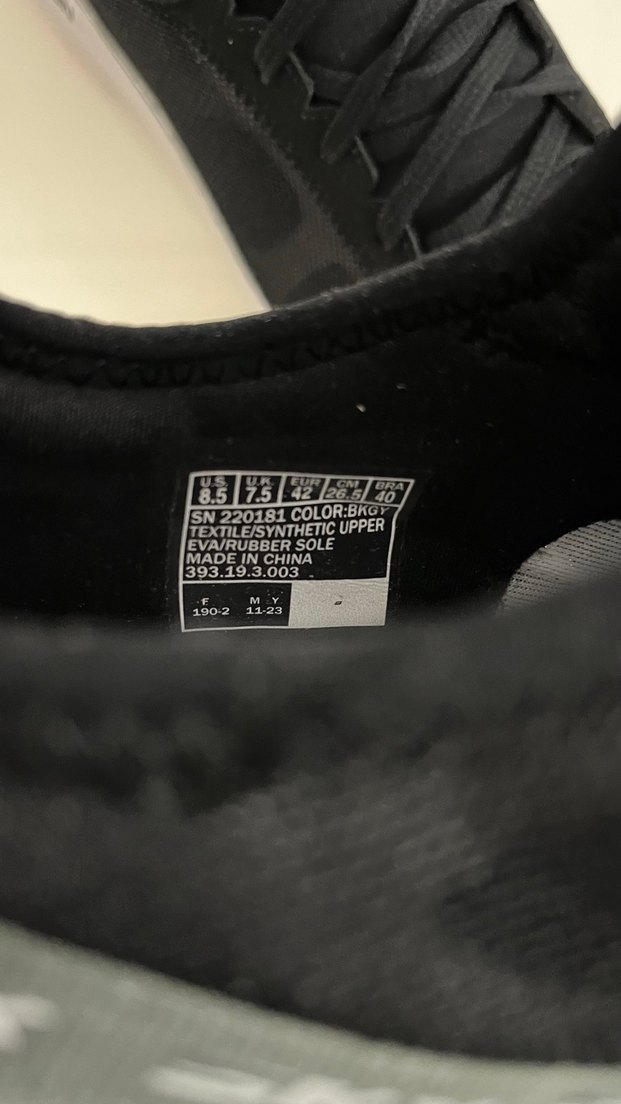 U.S. U.K. EUR CM BRA
8.5 7.5 42 26.5 40
SN 220181 COLOR:BKGY
TEXTILE/SYNTHETIC UPPER
EVA/RUBBER SOLE
MADE IN CHINA
393.19.3.003
F M Y
190-2 11-23